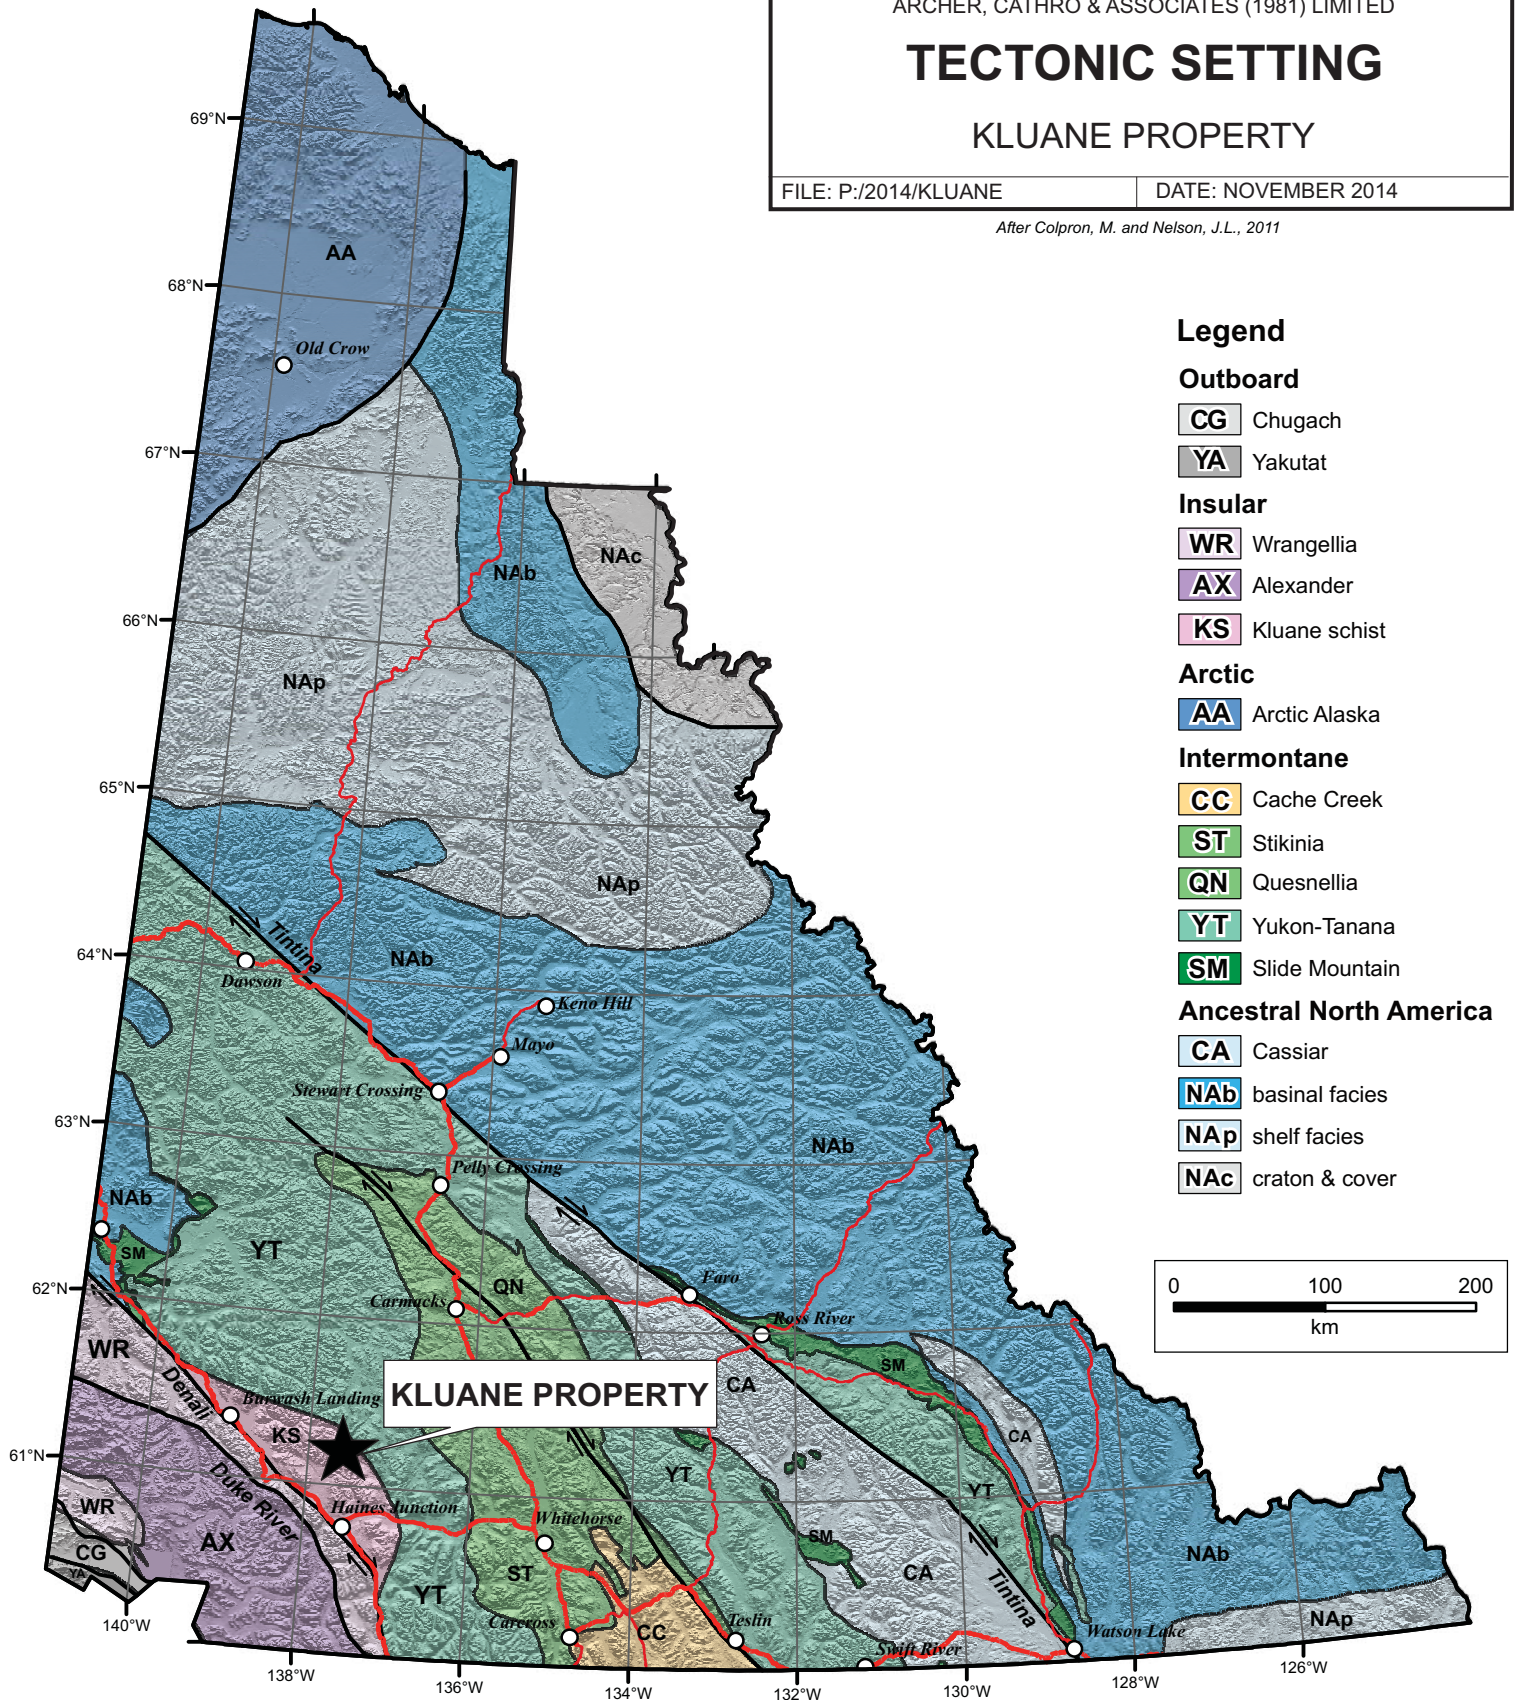 ARCHER, CATHRO & ASSOCIATES (1981) LIMITED
TECTONIC SETTING
KLUANE PROPERTY
FILE: P:/2014/KLUANE
DATE: NOVEMBER 2014
After Colpron, M. and Nelson, J.L., 2011
Legend
Outboard
CG Chugach
YA Yakutat
Insular
WR Wrangellia
AX Alexander
KS Kluane schist
Arctic
AA Arctic Alaska
Intermontane
CC Cache Creek
ST Stikinia
QN Quesnellia
YT Yukon-Tanana
SM Slide Mountain
Ancestral North America
CA Cassiar
NAb basinal facies
NAp shelf facies
NAc craton & cover
0 100 200
km
69°N
AA
68°N
Old Crow
67°N
NAc
NAb
66°N
NAp
65°N
NAp
Tintina
64°N
NAb
Dawson
Keno Hill
Mayo
Stewart Crossing
63°N
NAb
Pelly Crossing
NAb
YT
SM
62°N
QN
Faro
Carmacks
Ross River
WR
SM
Denali
CA
Burwash Landing
KLUANE PROPERTY
KS
CA
61°N
Duke River
YT
YT
WR
Haines Junction
Whitehorse
SM
AX
CG
NAb
YA
ST
CA
YT
Tintina
140°W
Carcross
CC
Teslin
Swift River
Watson Lake
NAp
138°W
136°W
134°W
132°W
130°W
128°W
126°W